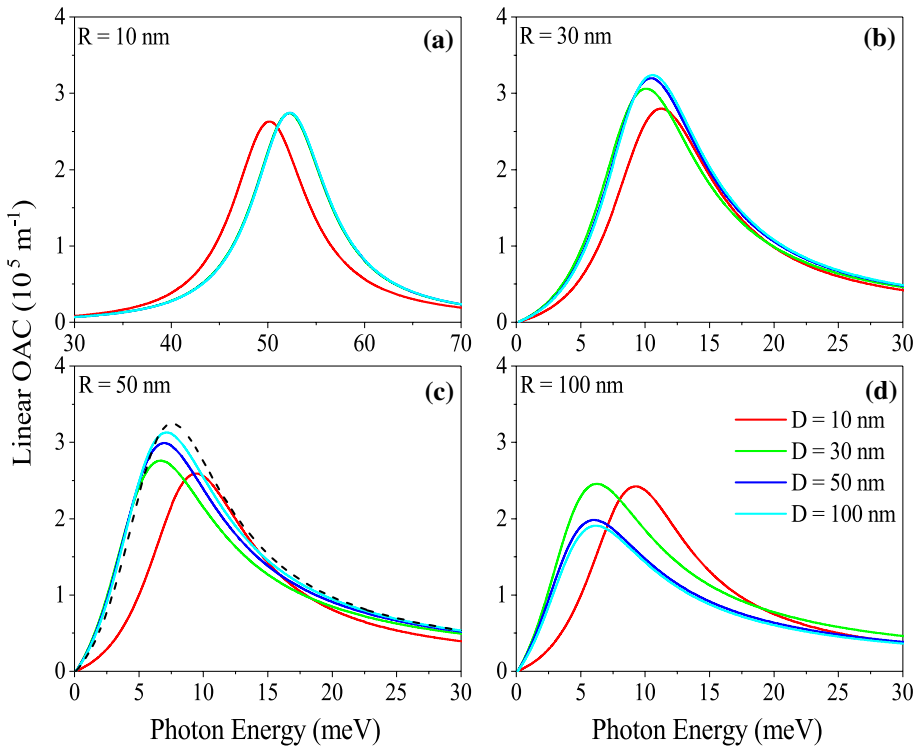 Linear OAC (10⁵ m⁻¹)
R = 10 nm
(a)
4
3
2
1
0
30 40 50 60 70
R = 30 nm
(b)
4
3
2
1
0
0 5 10 15 20 25 30
R = 50 nm
(c)
4
3
2
1
0
0 5 10 15 20 25 30
Photon Energy (meV)
R = 100 nm
(d)
D = 10 nm
D = 30 nm
D = 50 nm
D = 100 nm
4
3
2
1
0
0 5 10 15 20 25 30
Photon Energy (meV)